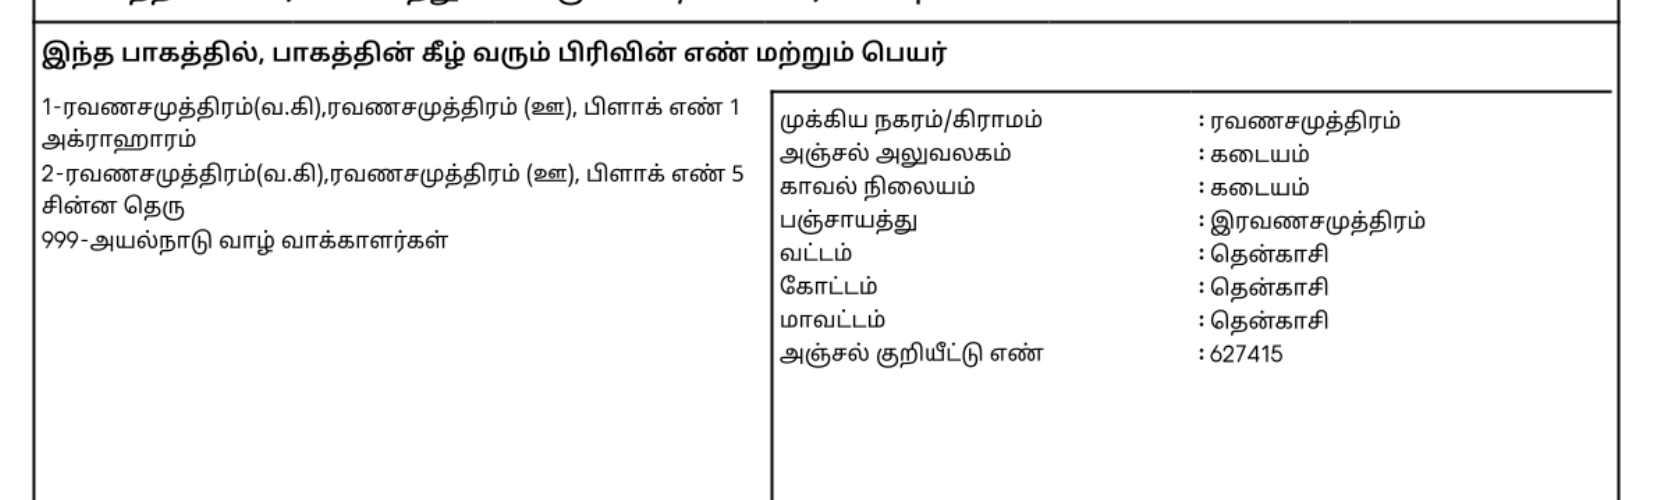 இந்த பாகத்தில், பாகத்தின் கீழ் வரும் பிரிவின் எண் மற்றும் பெயர்
1-ரவணசமுத்திரம்(வ.கி),ரவணசமுத்திரம் (ஊ), பிளாக் எண் 1
அக்ராஹாரம்
2-ரவணசமுத்திரம்(வ.கி),ரவணசமுத்திரம் (ஊ), பிளாக் எண் 5
சின்ன தெரு
999-அயல்நாடு வாழ் வாக்காளர்கள்
முக்கிய நகரம்/கிராமம் : ரவணசமுத்திரம்
அஞ்சல் அலுவலகம் : கடையம்
காவல் நிலையம் : கடையம்
பஞ்சாயத்து : இரவணசமுத்திரம்
வட்டம் : தென்காசி
கோட்டம் : தென்காசி
மாவட்டம் : தென்காசி
அஞ்சல் குறியீட்டு எண் : 627415